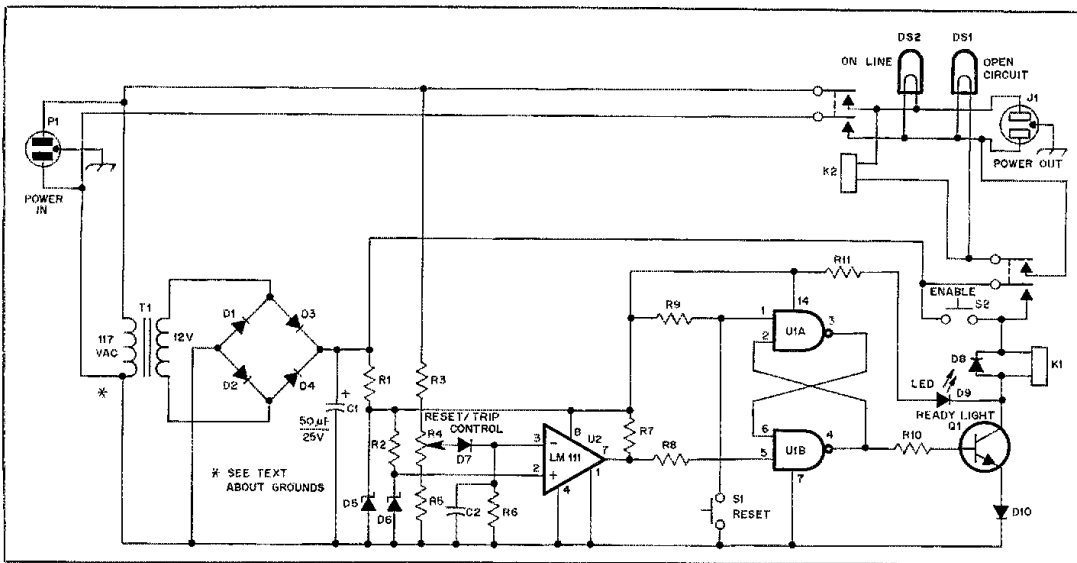 DS2
DS1
ON LINE
OPEN
CIRCUIT
J1
P1
POWER OUT
K2
POWER
IN
R11
ENABLE
S2
R9
1
14
2
3
U1A
T1
117
VAC
12V
D1
D3
D2
D4
*
+
C1
50µF
25V
R1
R3
D8
K1
LED
D9
READY LIGHT
Q1
RESET/TRIP
CONTROL
R2
R4
D7
8
U2
3
-
LM 111
7
2
+
4
1
R7
R8
6
5
4
U1B
7
R10
* SEE TEXT
ABOUT GROUNDS
D5
D6
R5
C2
R6
S1
RESET
D10